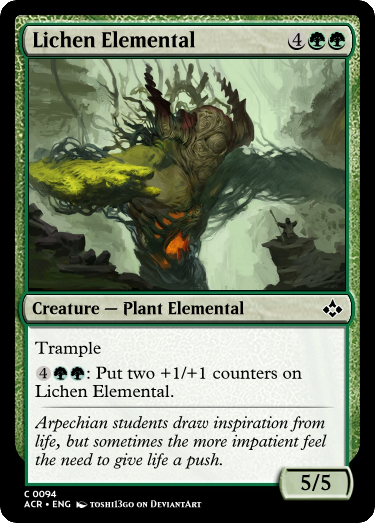 Lichen Elemental 4
Creature — Plant Elemental
Trample
4: Put two +1/+1 counters on
Lichen Elemental.
Arpechian students draw inspiration from
life, but sometimes the more impatient feel
the need to give life a push.
5/5
C 0094
ACR • ENG TOSHI13GO ON DEVIANTART